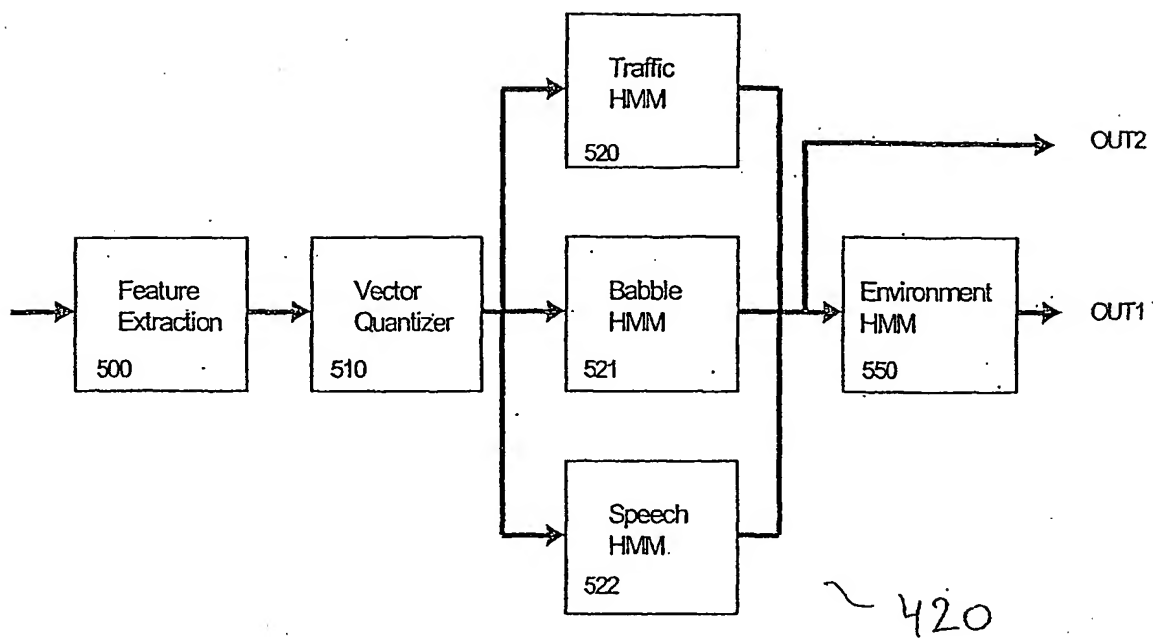 Traffic
HMM
520
OUT2
Feature
Extraction
500
Vector
Quantizer
510
Babble
HMM
521
Environment
HMM
550
OUT1
Speech
HMM.
522
420